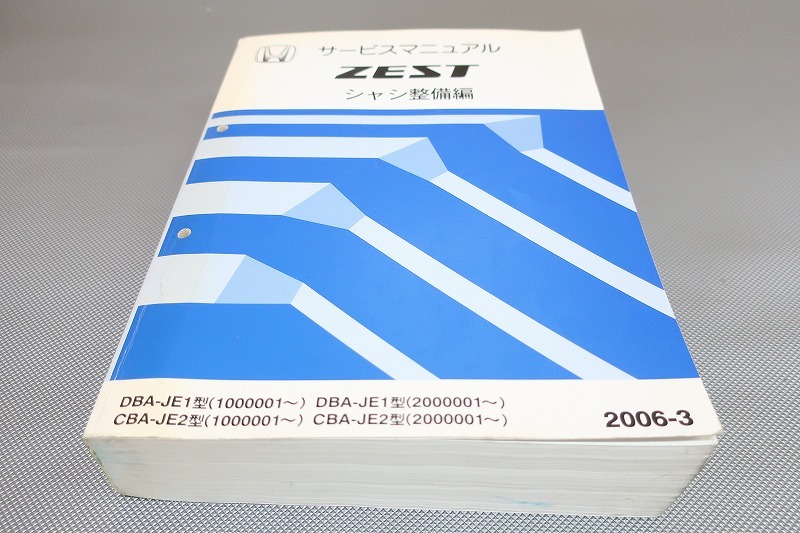 サービスマニュアル
ZEST
シャシ整備編
DBA-JE1型(1000001〜) DBA-JE1型(2000001〜)
CBA-JE2型(1000001〜) CBA-JE2型(2000001〜)
2006-3